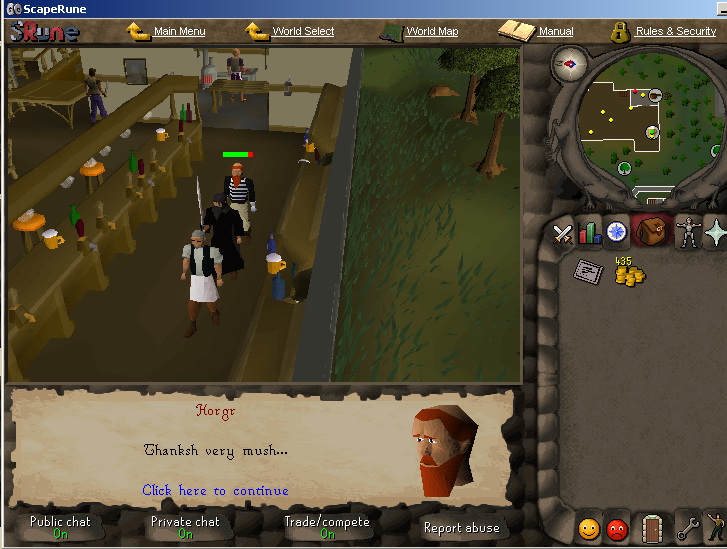 ScapeRune
SRune
Main Menu
World Select
World Map
Manual
Rules & Security
435
Horgr
Thanksh very mush...
Click here to continue
Public chat
On
Private chat
On
Trade/compete
On
Report abuse